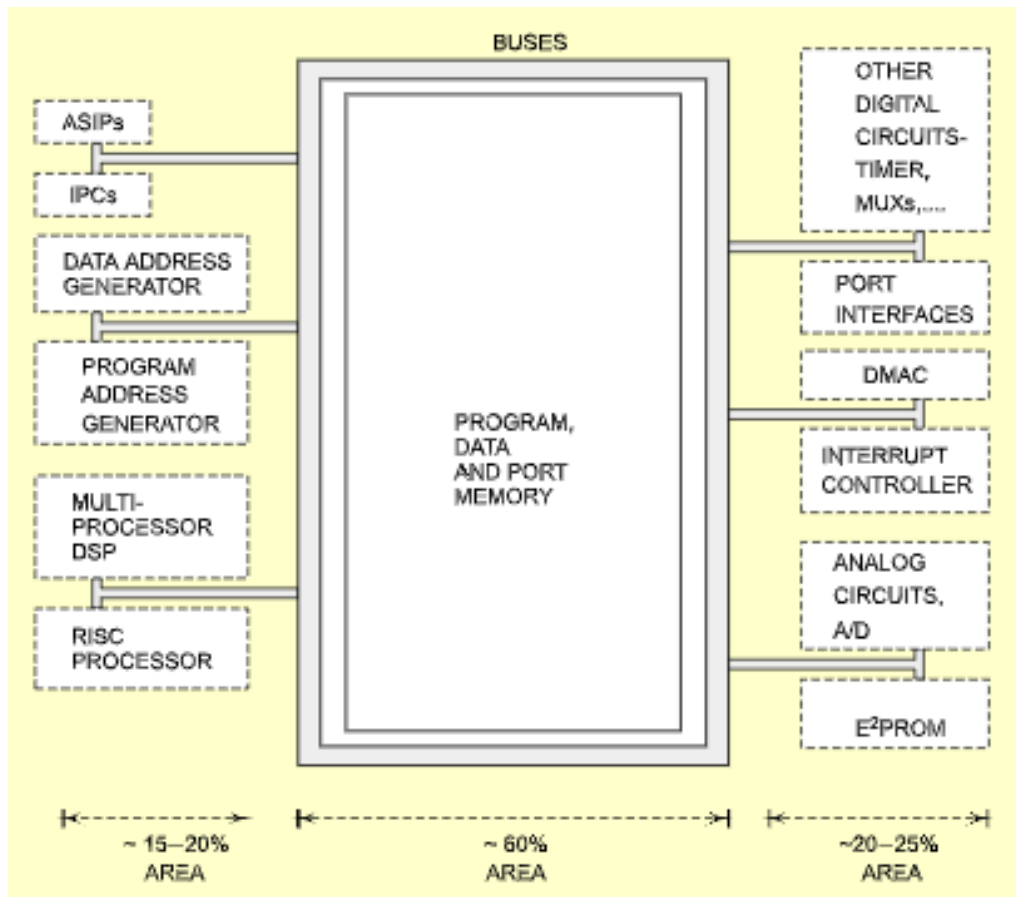 BUSES
ASIPs
IPCs
DATA ADDRESS
GENERATOR
PROGRAM
ADDRESS
GENERATOR
MULTI-
PROCESSOR
DSP
RISC
PROCESSOR
PROGRAM,
DATA
AND PORT
MEMORY
OTHER
DIGITAL
CIRCUITS-
TIMER,
MUXs,....
PORT
INTERFACES
DMAC
INTERRUPT
CONTROLLER
ANALOG
CIRCUITS,
A/D
E²PROM
~ 15–20%
AREA
~ 60%
AREA
~20–25%
AREA